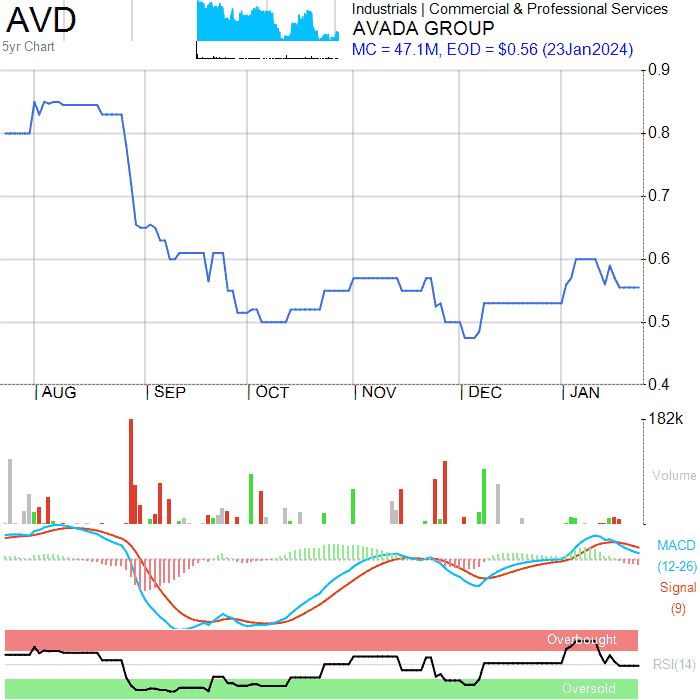 AVD
5yr Chart
Industrials | Commercial & Professional Services
AVADA GROUP
MC = 47.1M, EOD = $0.56 (23Jan2024)
0.9
0.8
0.7
0.6
0.5
0.4
| AUG | SEP | OCT | NOV | DEC | JAN
182k
Volume
MACD
(12-26)
Signal
(9)
Overbought
RSI(14)
Oversold